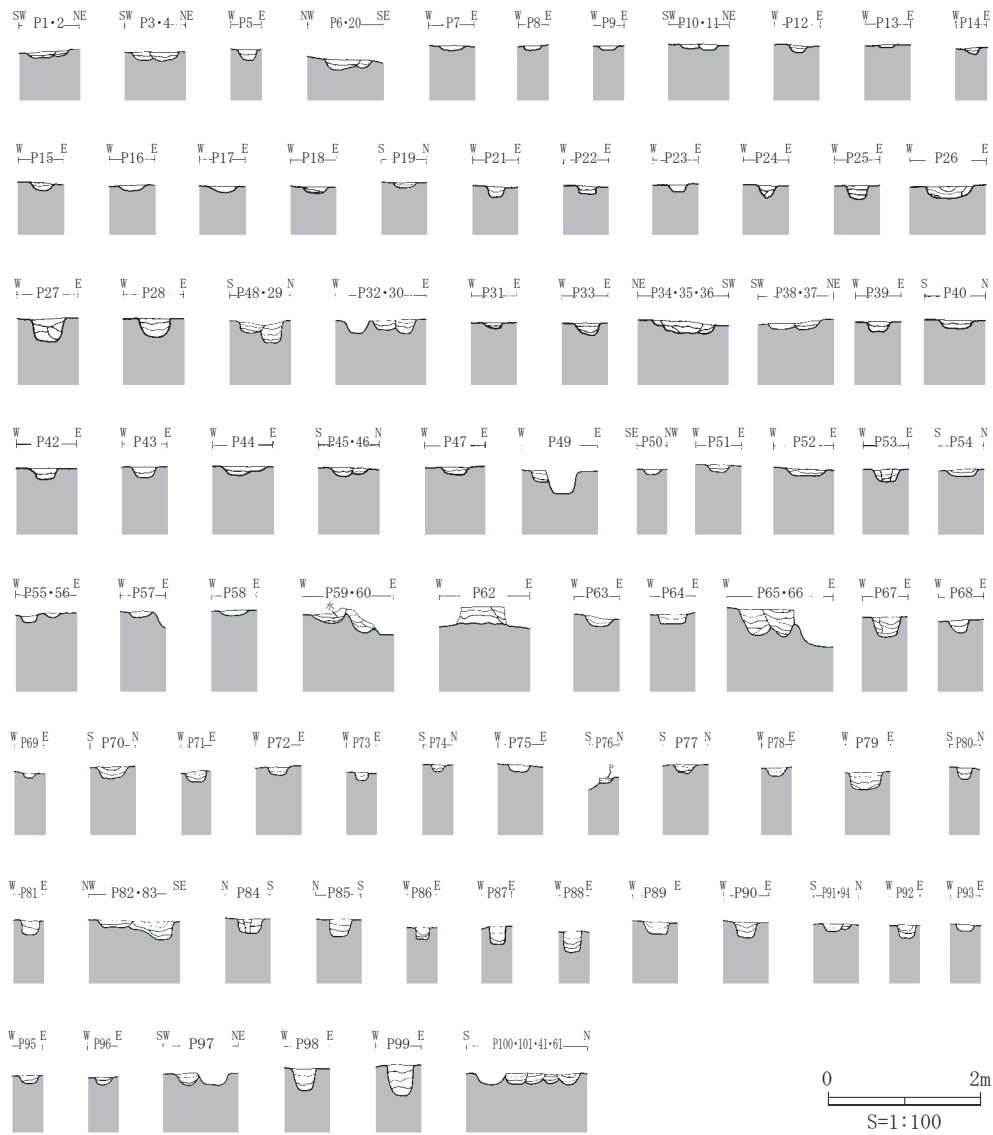 SW P1・2 NE SW P3・4 NE W P5 E NW P6・20 SE W P7 E W P8 E W P9 E SW P10・11 NE W P12 E W P13 E W P14 E
W P15 E W P16 E W P17 E W P18 E S P19 N W P21 E W P22 E W P23 E W P24 E W P25 E W P26 E
W P27 E W P28 E S P48・29 N W P32・30 E W P31 E W P33 E NE P34・35・36 SW SW P38・37 NE W P39 E S P40 N
W P42 E W P43 E W P44 E S P45・46 N W P47 E W P49 E SE P50 NW W P51 E W P52 E W P53 E S P54 N
W P55・56 E W P57 E W P58 E W P59・60 E W P62 E W P63 E W P64 E W P65・66 E W P67 E W P68 E
水
W P69 E S P70 N W P71 E W P72 E W P73 E S P74 N W P75 E S P76 N S P77 N W P78 E W P79 E S P80 N
P
W P81 E NW P82・83 SE N P84 S N P85 S W P86 E W P87 E W P88 E W P89 E W P90 E S P91・94 N W P92 E W P93 E
W P95 E W P96 E SW P97 NE W P98 E W P99 E S P100・101・41・61 N
0 2m
S=1:100